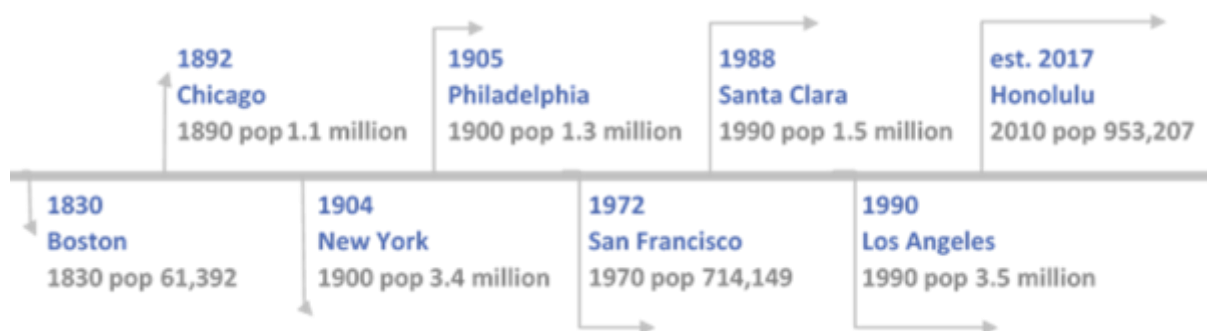 1892
Chicago
1890 pop 1.1 million
1905
Philadelphia
1900 pop 1.3 million
1988
Santa Clara
1990 pop 1.5 million
est. 2017
Honolulu
2010 pop 953,207
1830
Boston
1830 pop 61,392
1904
New York
1900 pop 3.4 million
1972
San Francisco
1970 pop 714,149
1990
Los Angeles
1990 pop 3.5 million